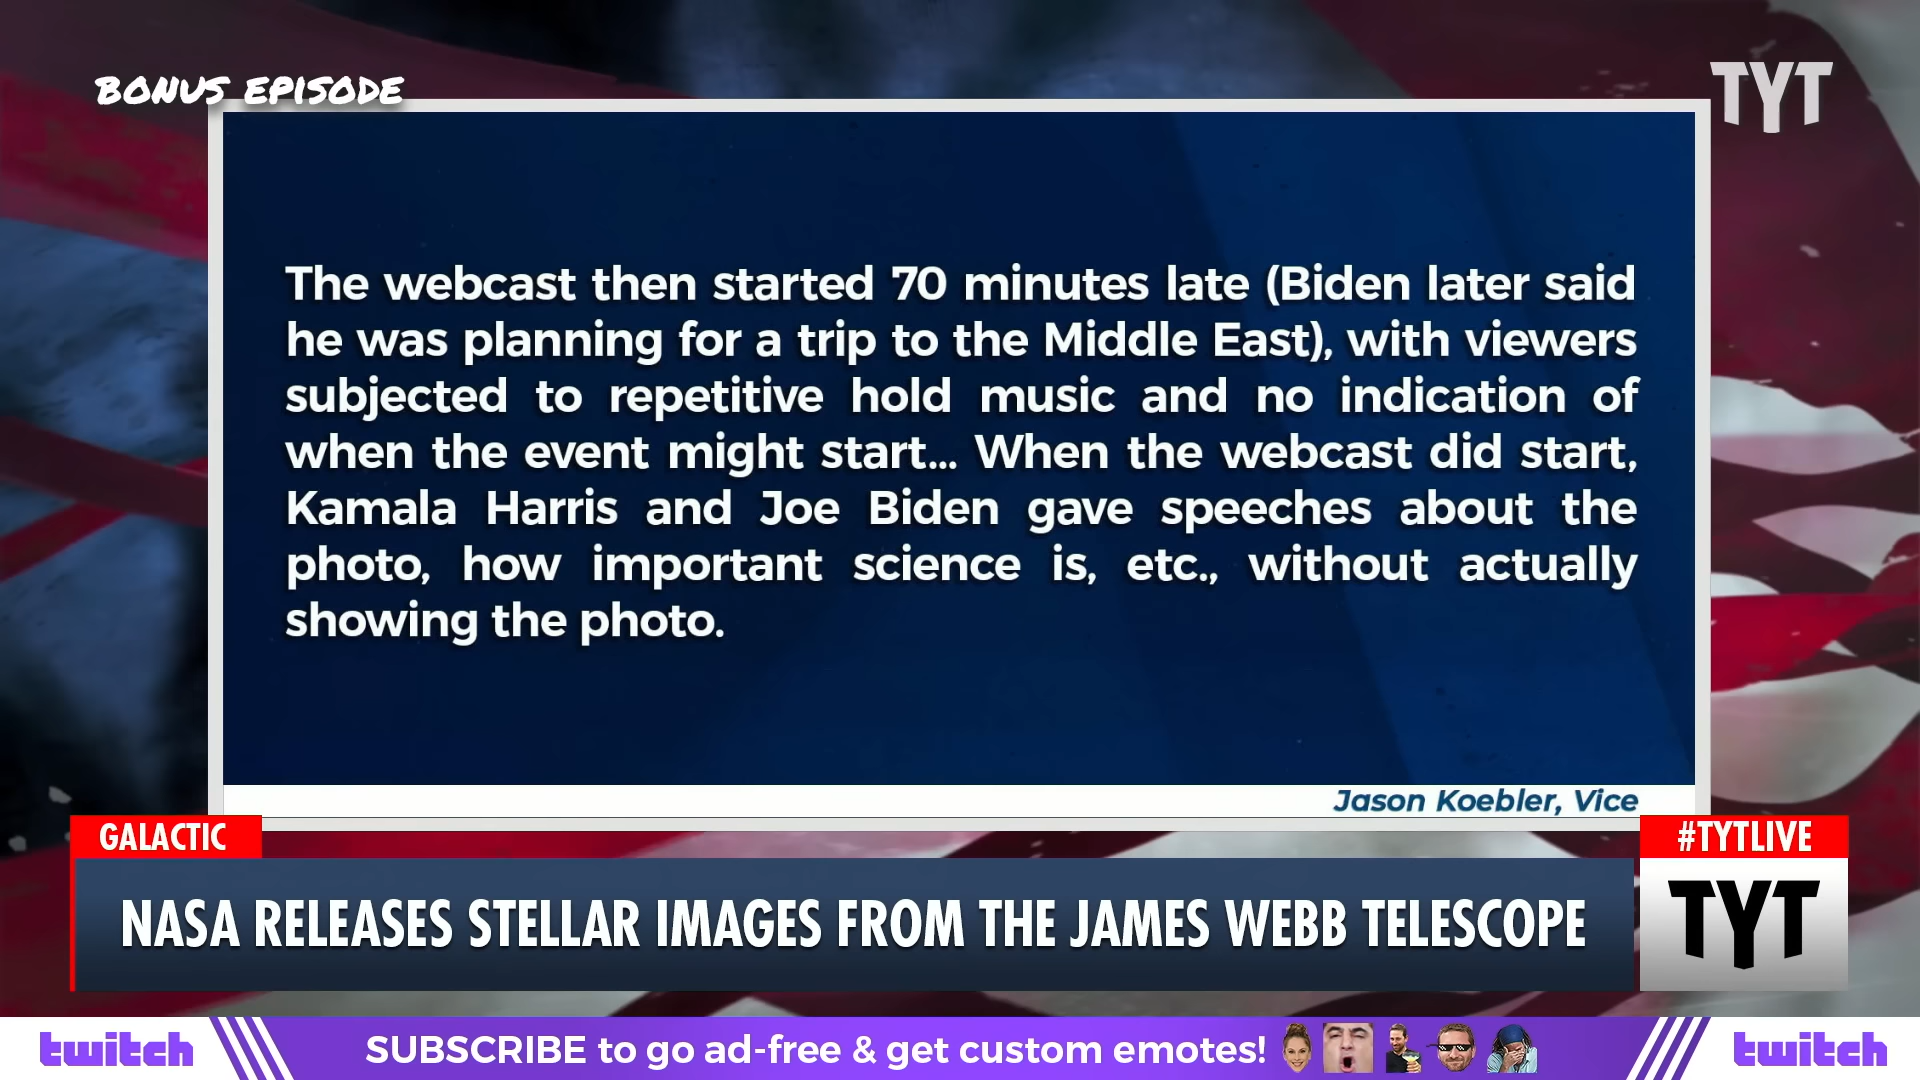 BONUS EPISODE
TYT
The webcast then started 70 minutes late (Biden later said
he was planning for a trip to the Middle East), with viewers
subjected to repetitive hold music and no indication of
when the event might start... When the webcast did start,
Kamala Harris and Joe Biden gave speeches about the
photo, how important science is, etc., without actually
showing the photo.
Jason Koebler, Vice
GALACTIC
#TYTLIVE
NASA RELEASES STELLAR IMAGES FROM THE JAMES WEBB TELESCOPE
TYT
twitch
SUBSCRIBE to go ad-free & get custom emotes!
twitch